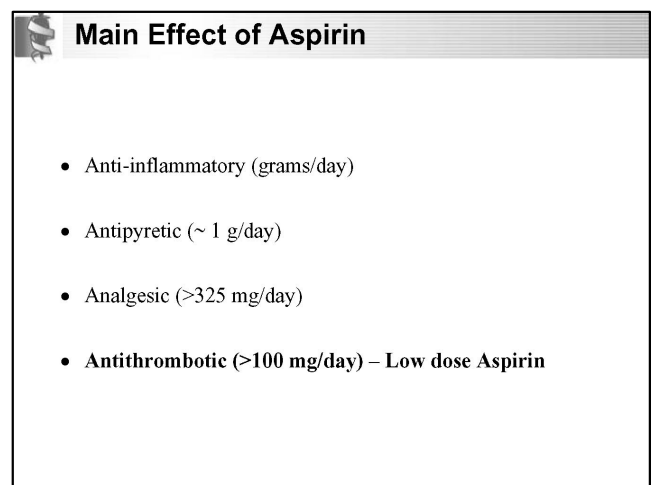 Main Effect of Aspirin
• Anti-inflammatory (grams/day)
• Antipyretic (~ 1 g/day)
• Analgesic (>325 mg/day)
• Antithrombotic (>100 mg/day) – Low dose Aspirin